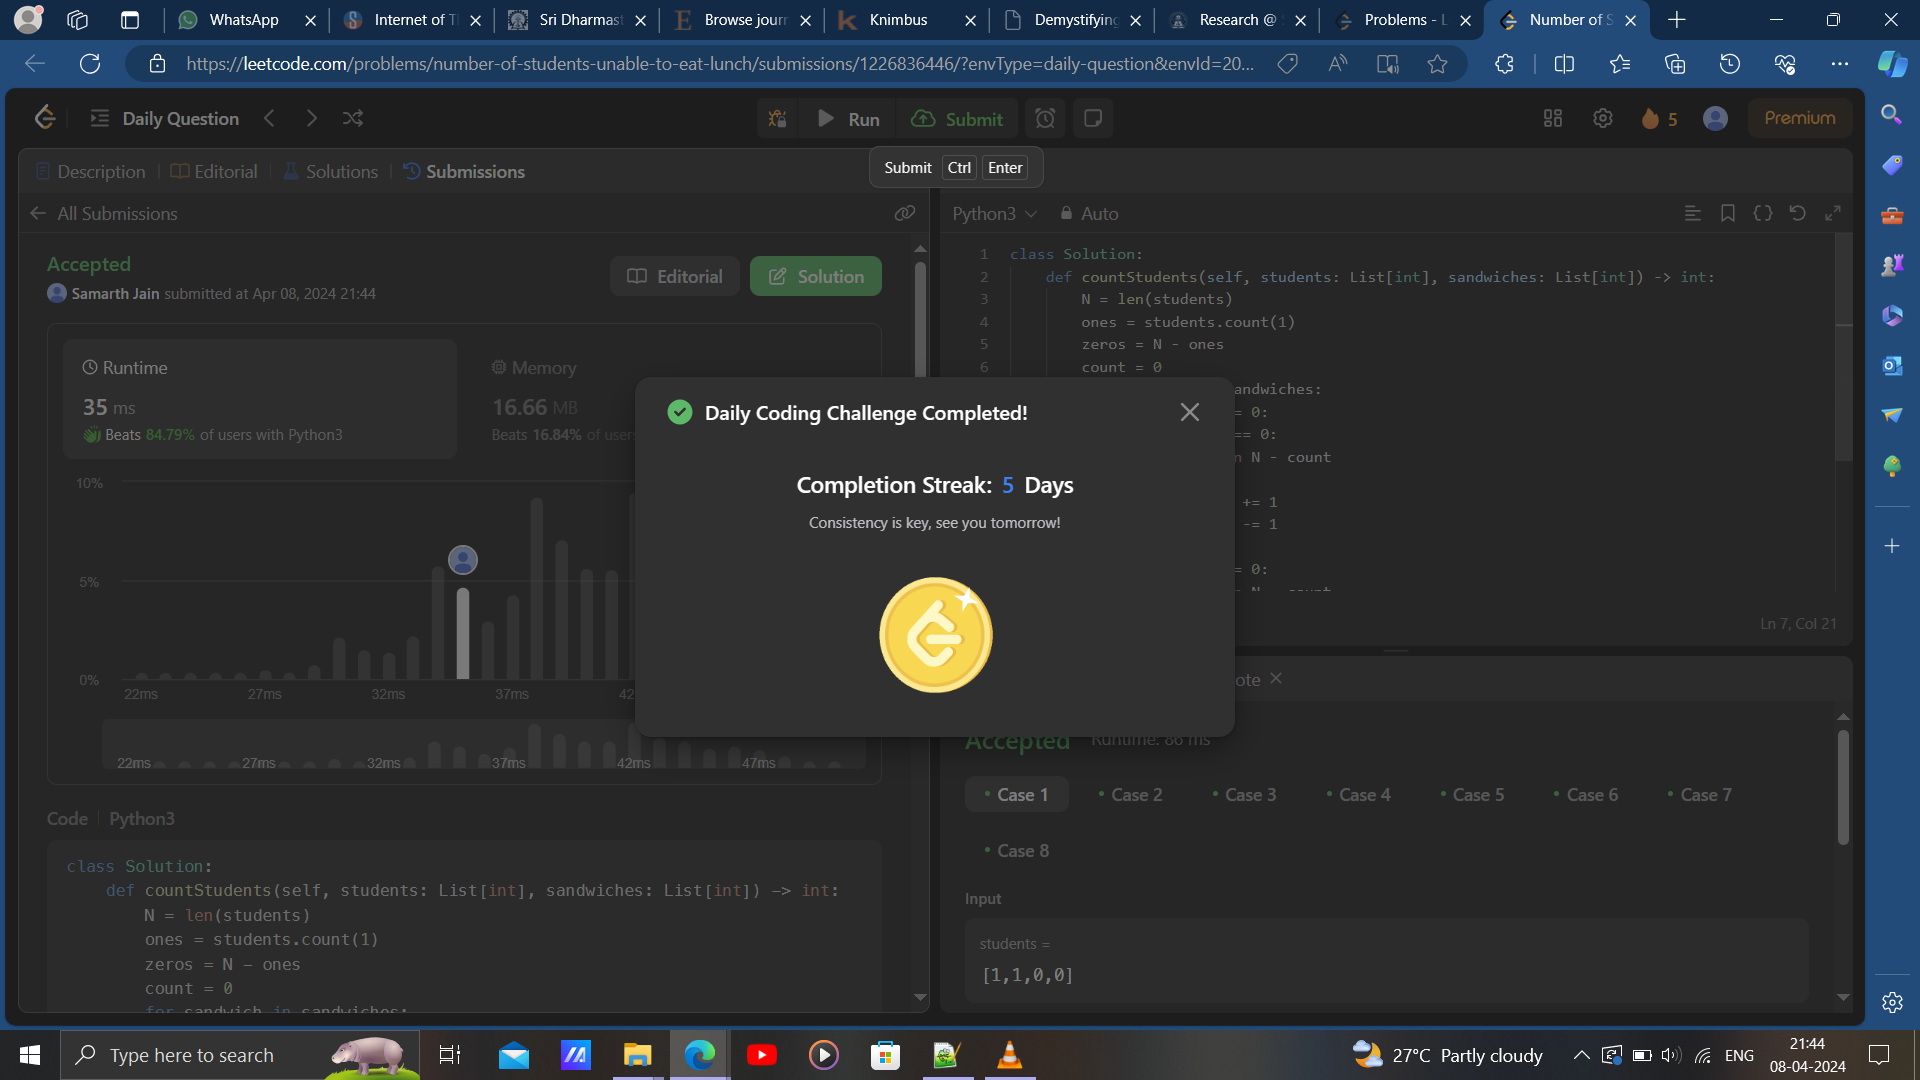 WhatsApp
Internet of T
Sri Dharmast
Browse journ
Knimbus
Demystifying
Research @
Problems - L
Number of S
https://leetcode.com/problems/number-of-students-unable-to-eat-lunch/submissions/1226836446/?envType=daily-question&envId=20...
Daily Question
Run
Submit
5
Premium
Submit Ctrl Enter
Description
Editorial
Solutions
Submissions
All Submissions
Accepted
Samarth Jain submitted at Apr 08, 2024 21:44
Editorial
Solution
Runtime
35 ms
Beats 84.79% of users with Python3
Memory
16.66 MB
Beats 16.84% of users
10%
5%
0%
22ms 27ms 32ms 37ms 42
22ms 27ms 32ms 37ms 42ms 47ms
Code | Python3
class Solution:
def countStudents(self, students: List[int], sandwiches: List[int]) -> int:
N = len(students)
ones = students.count(1)
zeros = N - ones
count = 0
for sandwich in sandwiches:
Python3
Auto
1 class Solution:
2 def countStudents(self, students: List[int], sandwiches: List[int]) -> int:
3 N = len(students)
4 ones = students.count(1)
5 zeros = N - ones
6 count = 0
andwiches:
= 0:
== 0:
n N - count
+= 1
-= 1
= 0:
N - count
Ln 7, Col 21
Daily Coding Challenge Completed!
Completion Streak: 5 Days
Consistency is key, see you tomorrow!
ote
Accepted Runtime: 86 ms
Case 1
Case 2
Case 3
Case 4
Case 5
Case 6
Case 7
Case 8
Input
students =
[1,1,0,0]
Type here to search
27°C Partly cloudy
ENG
21:44
08-04-2024